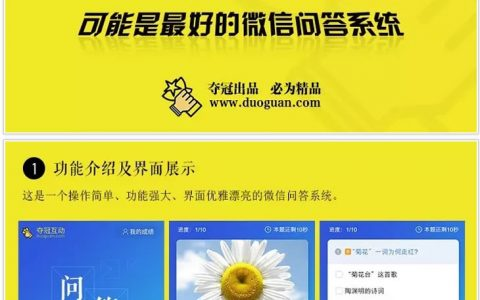 可能是最好的微信问答系统
夺冠出品 必为精品
www.duoguan.com
1 功能介绍及界面展示
这是一个操作简单、功能强大、界面优雅漂亮的微信问答系统。
夺冠互动
duoguan.com
我的成绩
问
答
进度：1/10
本题还剩10秒
进度：1/10
本题还剩10秒
“菊花”一词为何走红？
“菊花台”这首歌
陶渊明的诗词